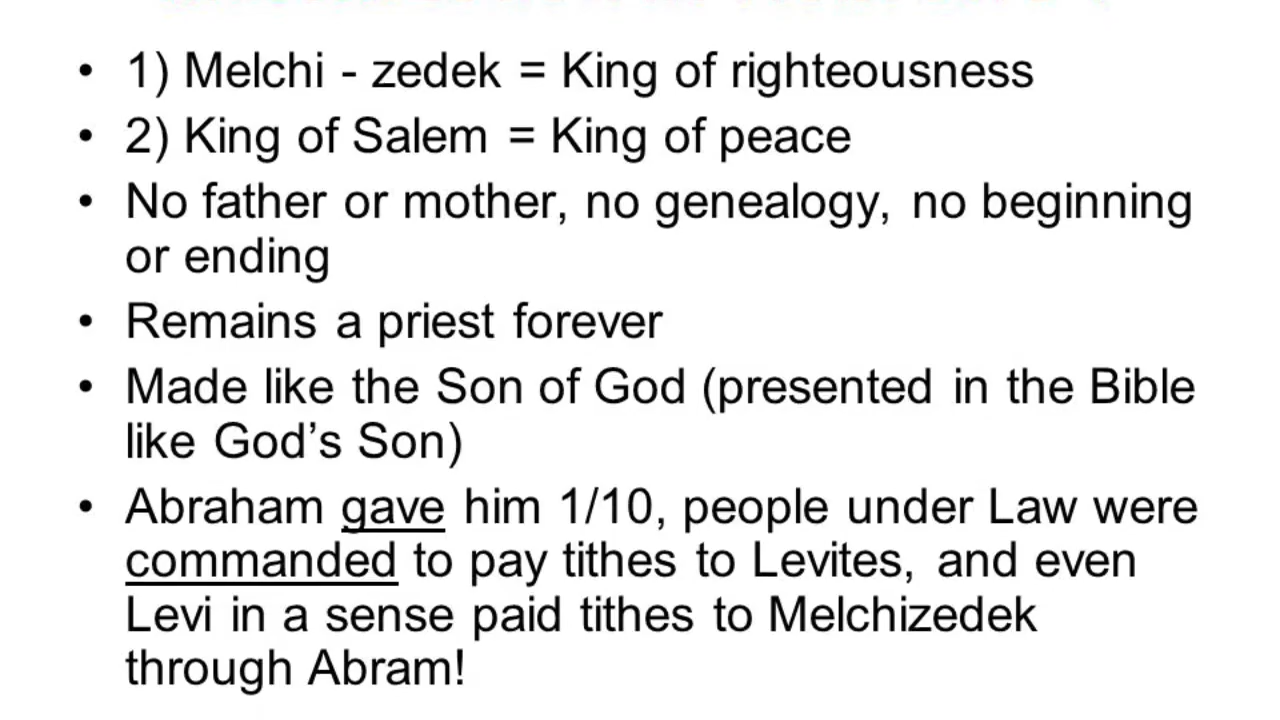 • 1) Melchi - zedek = King of righteousness
• 2) King of Salem = King of peace
• No father or mother, no genealogy, no beginning
or ending
• Remains a priest forever
• Made like the Son of God (presented in the Bible
like God’s Son)
• Abraham gave him 1/10, people under Law were
commanded to pay tithes to Levites, and even
Levi in a sense paid tithes to Melchizedek
through Abram!